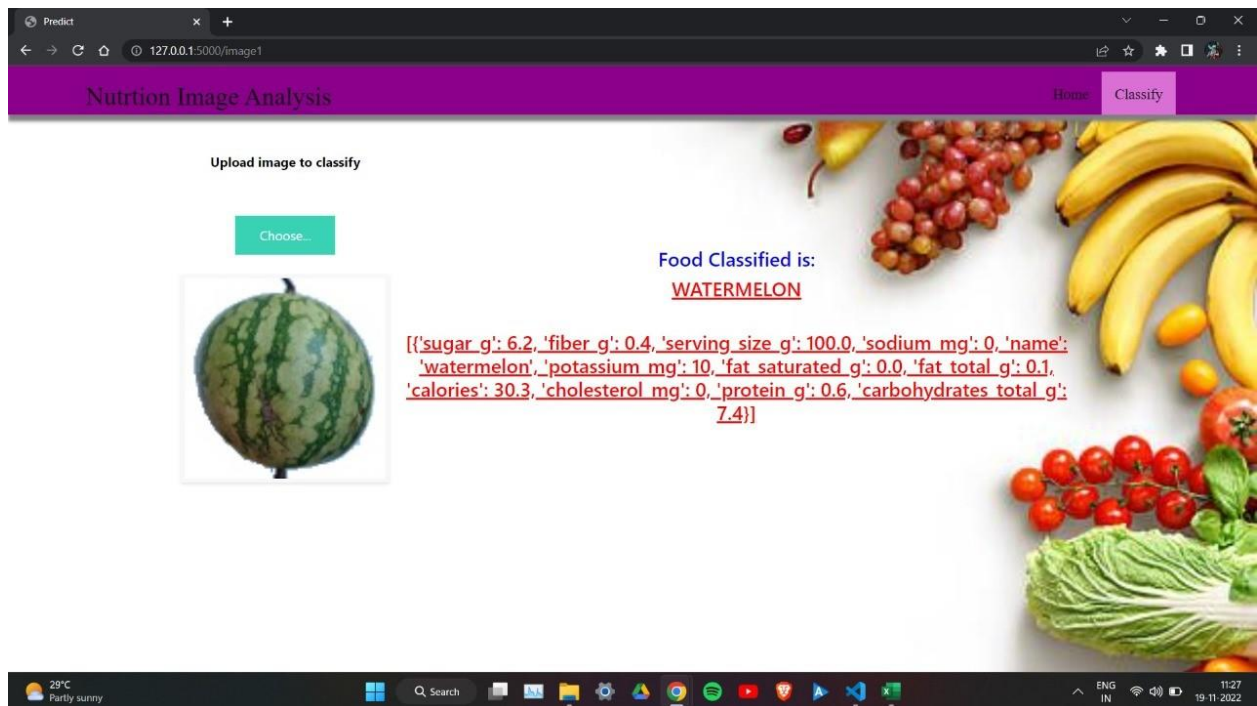 Predict
127.0.0.1:5000/image1
Nutrtion Image Analysis
Home
Classify
Upload image to classify
Choose...
Food Classified is:
WATERMELON
[{'sugar_g': 6.2, 'fiber_g': 0.4, 'serving_size_g': 100.0, 'sodium_mg': 0, 'name':
'watermelon', 'potassium_mg': 10, 'fat_saturated_g': 0.0, 'fat_total_g': 0.1,
'calories': 30.3, 'cholesterol_mg': 0, 'protein_g': 0.6, 'carbohydrates_total_g':
7.4}]
29°C
Partly sunny
Search
ENG
IN
11:27
19-11-2022